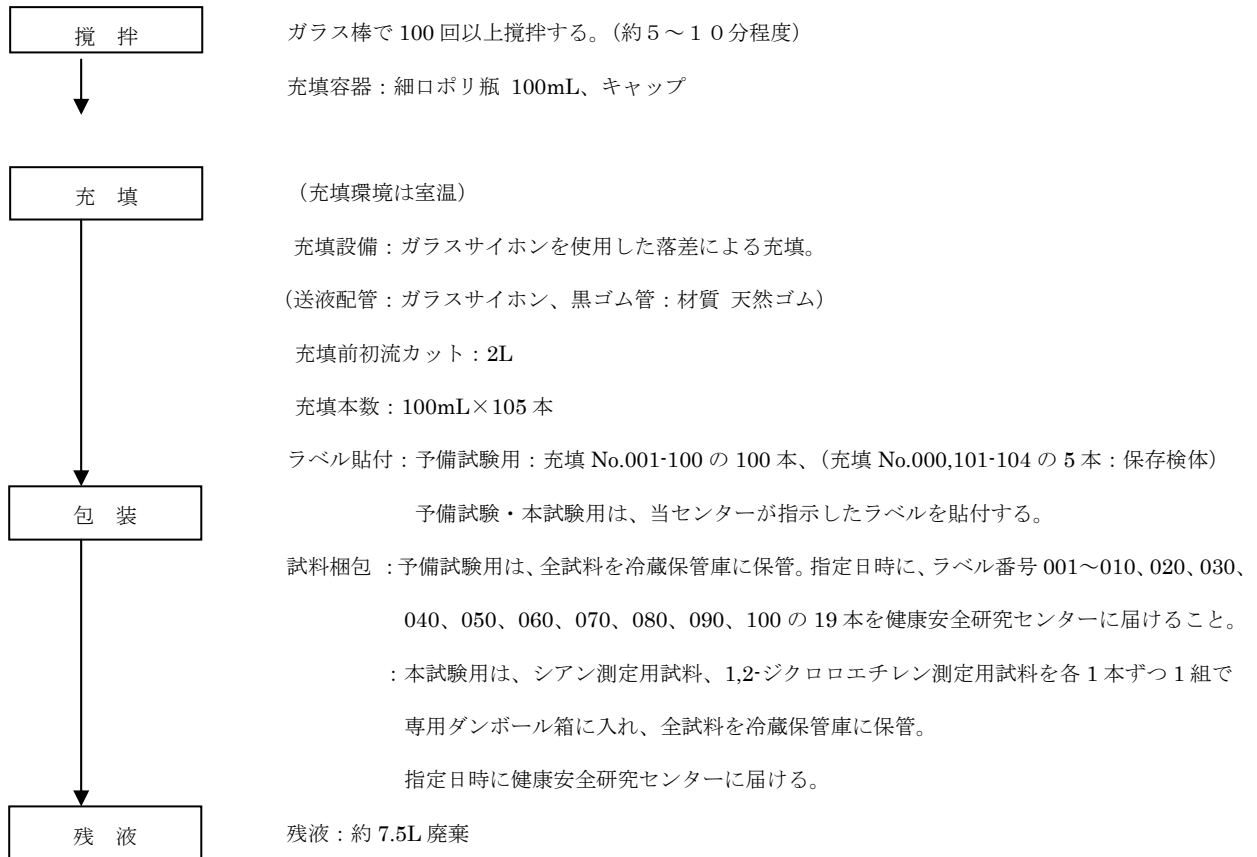 攪 拌
ガラス棒で 100 回以上攪拌する。（約５～１０分程度）
充填容器：細口ポリ瓶 100mL、キャップ
充 填
（充填環境は室温）
充填設備：ガラスサイホンを使用した落差による充填。
（送液配管：ガラスサイホン、黒ゴム管：材質 天然ゴム）
充填前初流カット：2L
充填本数：100mL×105 本
ラベル貼付：予備試験用：充填 No.001-100 の 100 本、（充填 No.000,101-104 の 5 本：保存検体）
包 装
予備試験・本試験用は、当センターが指示したラベルを貼付する。
試料梱包 ：予備試験用は、全試料を冷蔵保管庫に保管。指定日時に、ラベル番号 001～010、020、030、
040、050、060、070、080、090、100 の 19 本を健康安全研究センターに届けること。
：本試験用は、シアン測定用試料、1,2-ジクロロエチレン測定用試料を各 1 本ずつ 1 組で
専用ダンボール箱に入れ、全試料を冷蔵保管庫に保管。
指定日時に健康安全研究センターに届ける。
残 液
残液：約 7.5L 廃棄